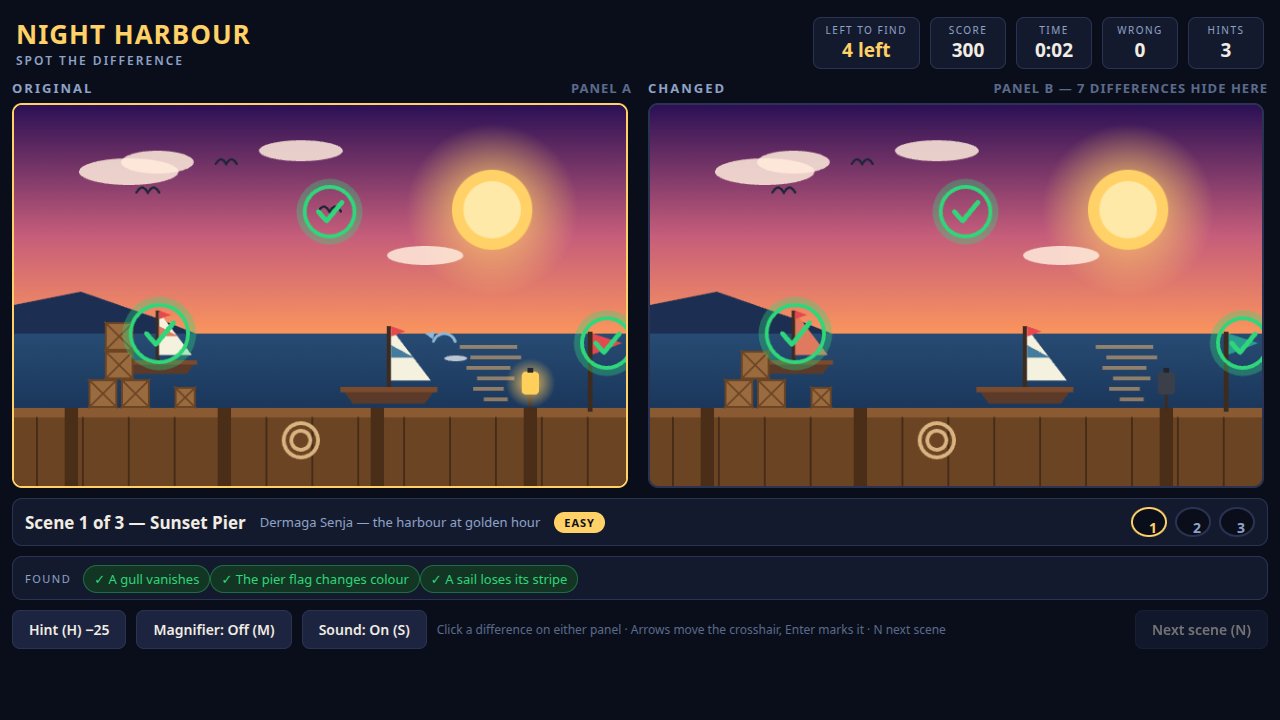 NIGHT HARBOUR
SPOT THE DIFFERENCE
LEFT TO FIND
4 left
SCORE
300
TIME
0:02
WRONG
0
HINTS
3
ORIGINAL
PANEL A
CHANGED
PANEL B — 7 DIFFERENCES HIDE HERE
Scene 1 of 3 — Sunset Pier
Dermaga Senja — the harbour at golden hour
EASY
1
2
3
FOUND
✓ A gull vanishes
✓ The pier flag changes colour
✓ A sail loses its stripe
Hint (H) −25
Magnifier: Off (M)
Sound: On (S)
Click a difference on either panel · Arrows move the crosshair, Enter marks it · N next scene
Next scene (N)